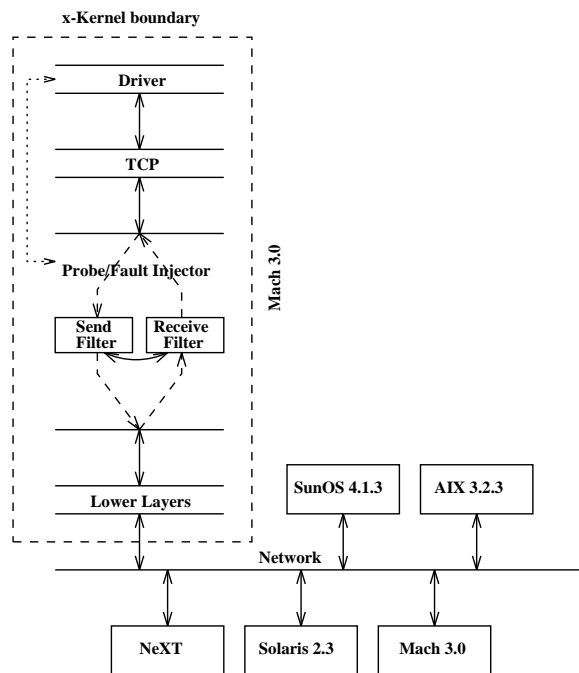 x-Kernel boundary
Driver
TCP
Probe/Fault Injector
Mach 3.0
Send
Filter
Receive
Filter
Lower Layers
SunOS 4.1.3
AIX 3.2.3
Network
NeXT
Solaris 2.3
Mach 3.0